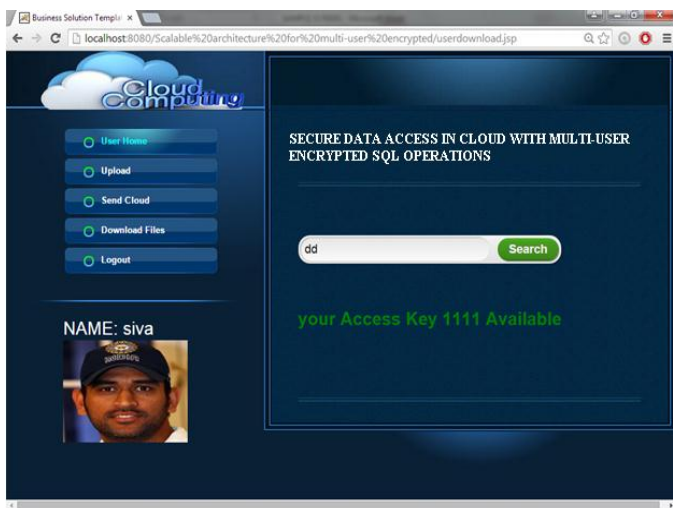 Business Solution Templa
localhost:8080/Scalable%20architecture%20for%20multi-user%20encrypted/userdownload.jsp
Cloud
Computing
User Home
Upload
Send Cloud
Download Files
Logout
NAME: siva
SECURE DATA ACCESS IN CLOUD WITH MULTI-USER
ENCRYPTED SQL OPERATIONS
dd
Search
your Access Key 1111 Available